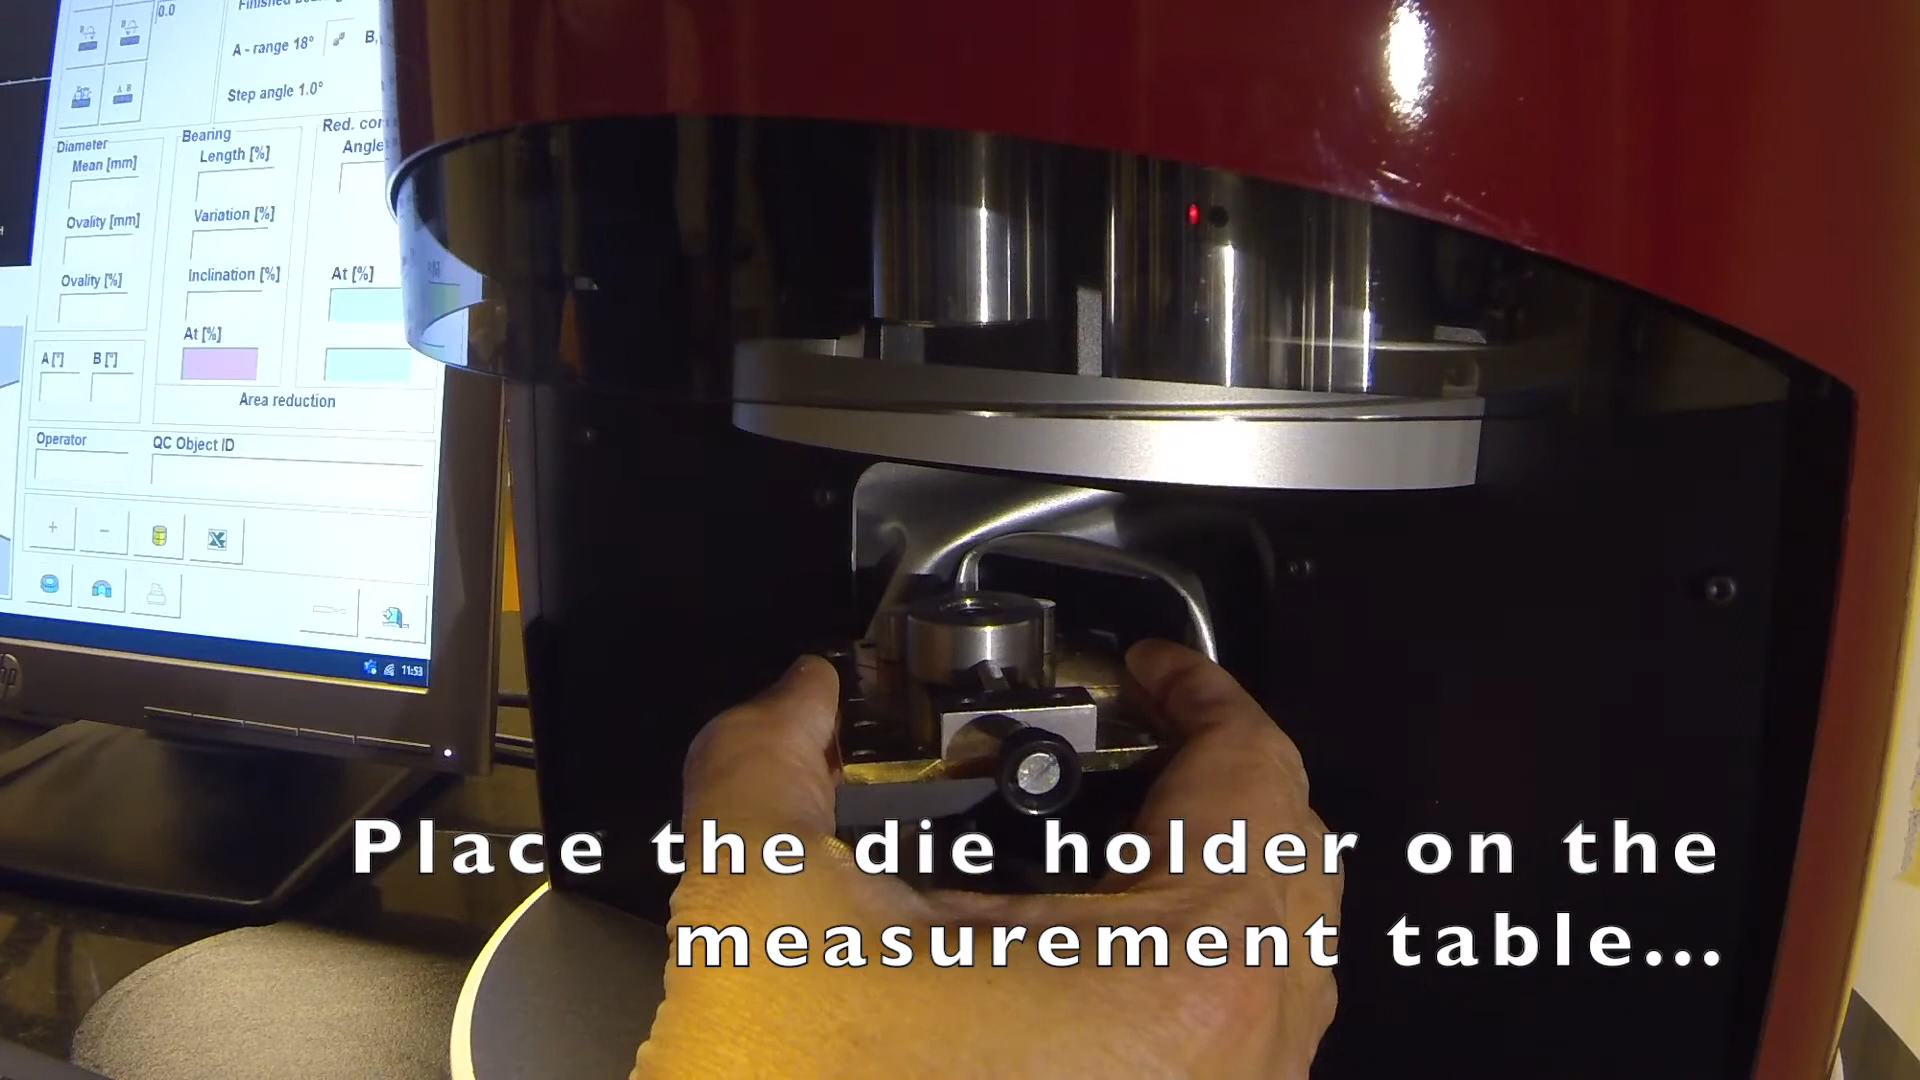 0.0
A - range 18°
B
Step angle 1.0°
Diameter
Mean [mm]
Ovality [mm]
Ovality [%]
Bearing
Length [%]
Variation [%]
Inclination [%]
At [%]
Red.
Angle
At [%]
A [°] B [°]
Area reduction
Operator
QC Object ID
11:53
hp
Place the die holder on the
measurement table...